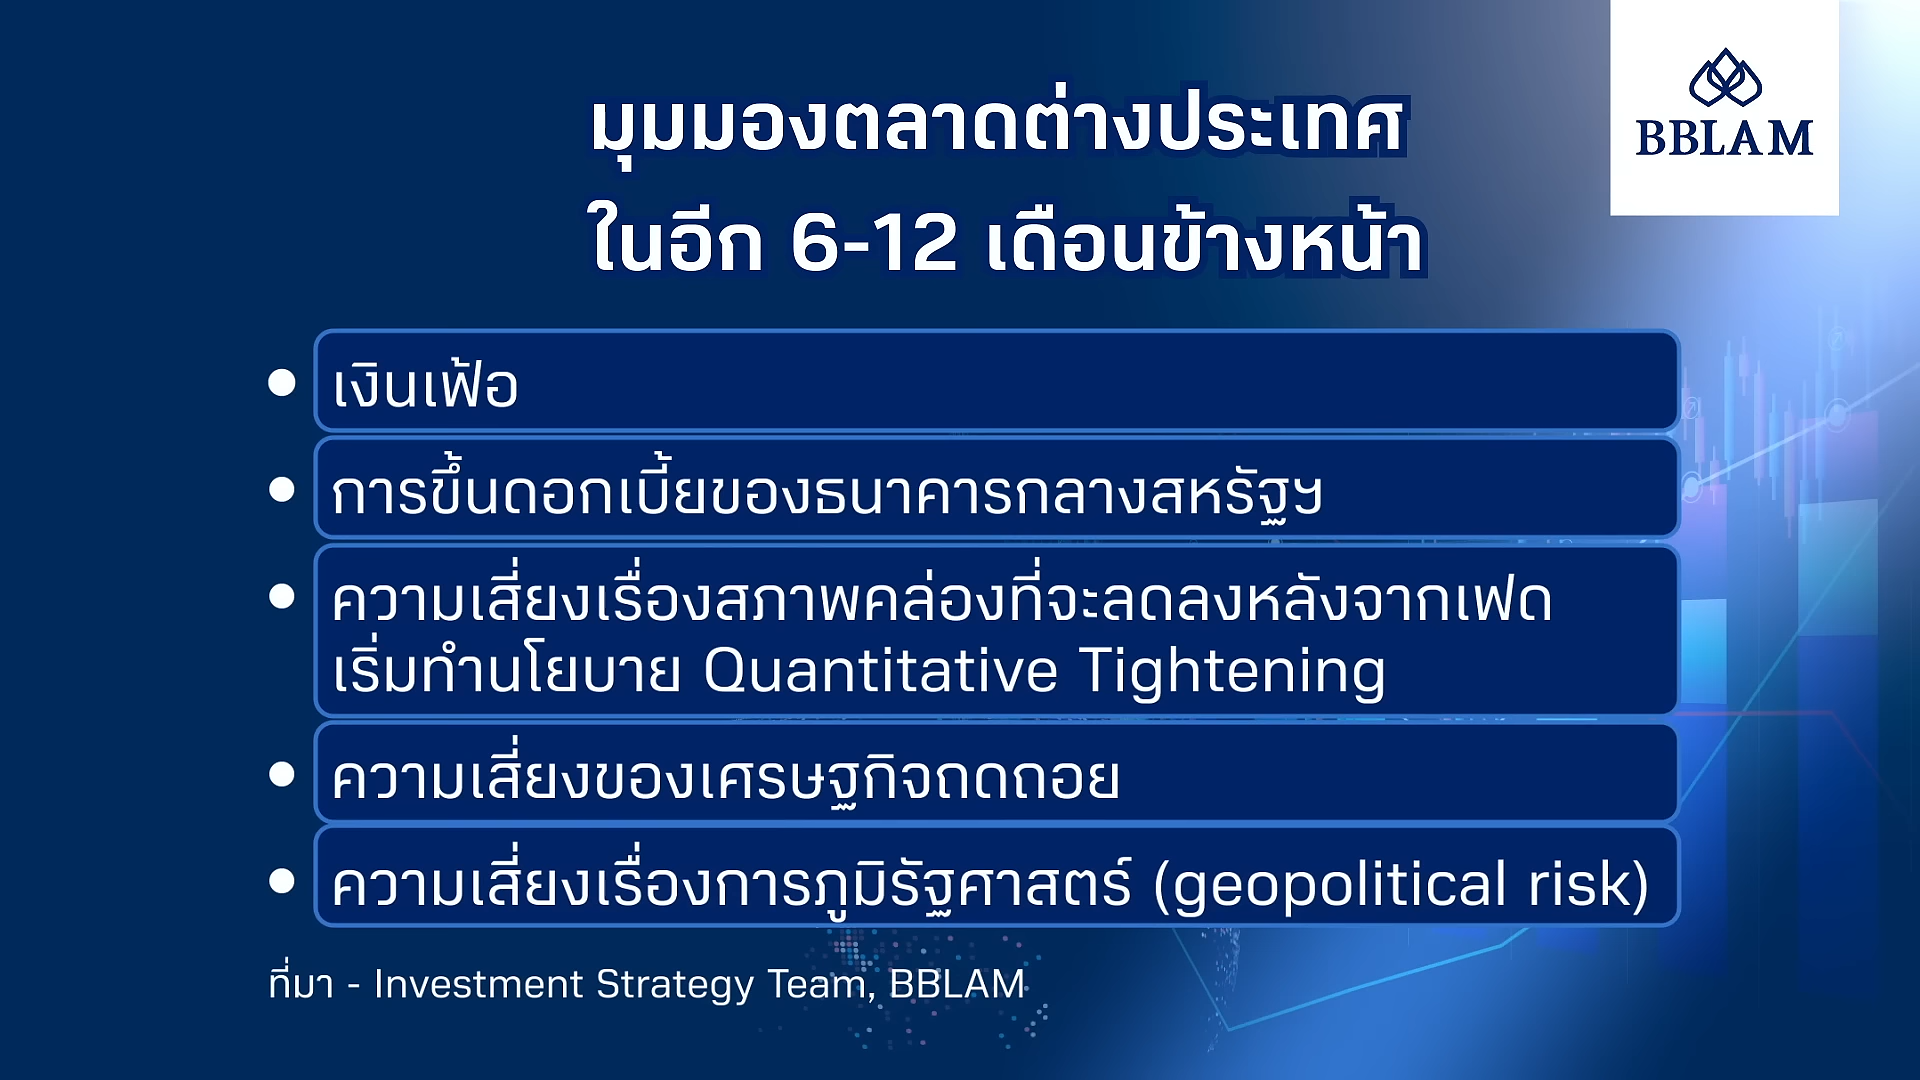 BBLAM
มุมมองตลาดต่างประเทศ
ในอีก 6-12 เดือนข้างหน้า
• เงินเฟ้อ
• การขึ้นดอกเบี้ยของธนาคารกลางสหรัฐฯ
• ความเสี่ยงเรื่องสภาพคล่องที่จะลดลงหลังจากเฟด
เริ่มทำนโยบาย Quantitative Tightening
• ความเสี่ยงของเศรษฐกิจถดถอย
• ความเสี่ยงเรื่องการภูมิรัฐศาสตร์ (geopolitical risk)
ที่มา - Investment Strategy Team, BBLAM